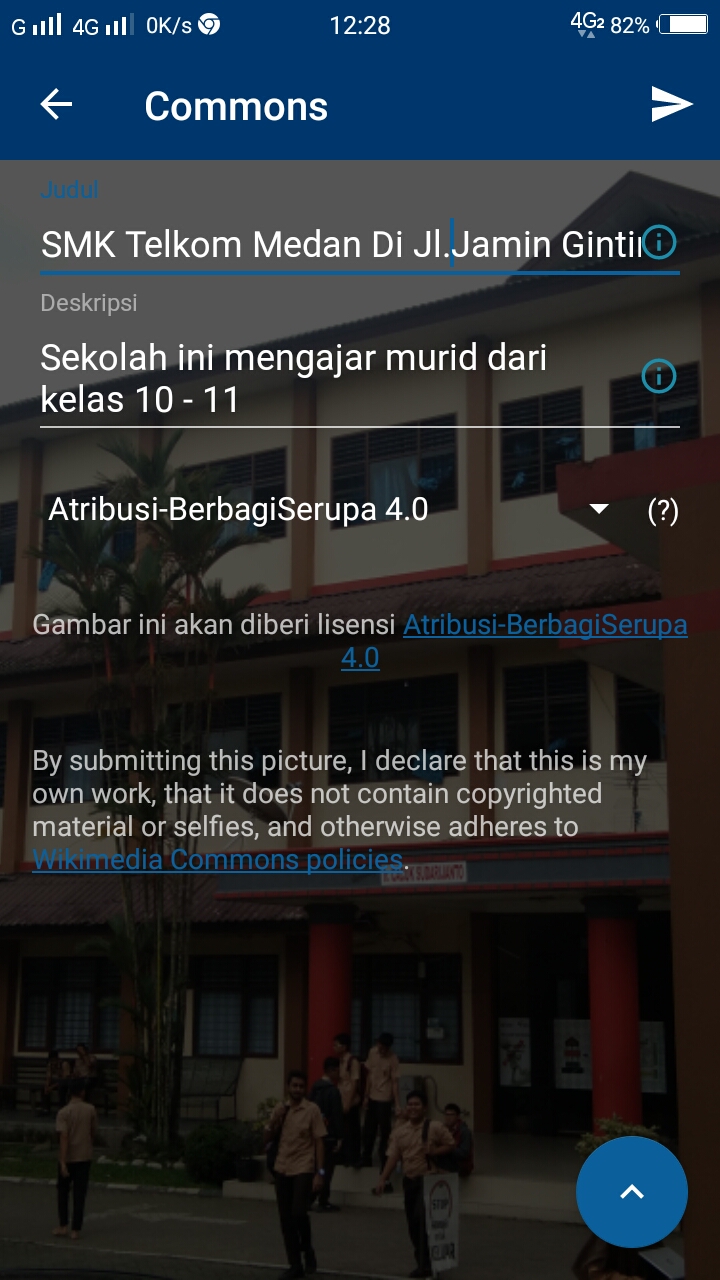 G 4G 0K/s 12:28 4G2 82%
Commons
Judul
SMK Telkom Medan Di Jl.Jamin Gintin
Deskripsi
Sekolah ini mengajar murid dari
kelas 10 - 11
Atribusi-BerbagiSerupa 4.0 (?)
Gambar ini akan diberi lisensi Atribusi-BerbagiSerupa
4.0
By submitting this picture, I declare that this is my
own work, that it does not contain copyrighted
material or selfies, and otherwise adheres to
Wikimedia Commons policies.
STOP